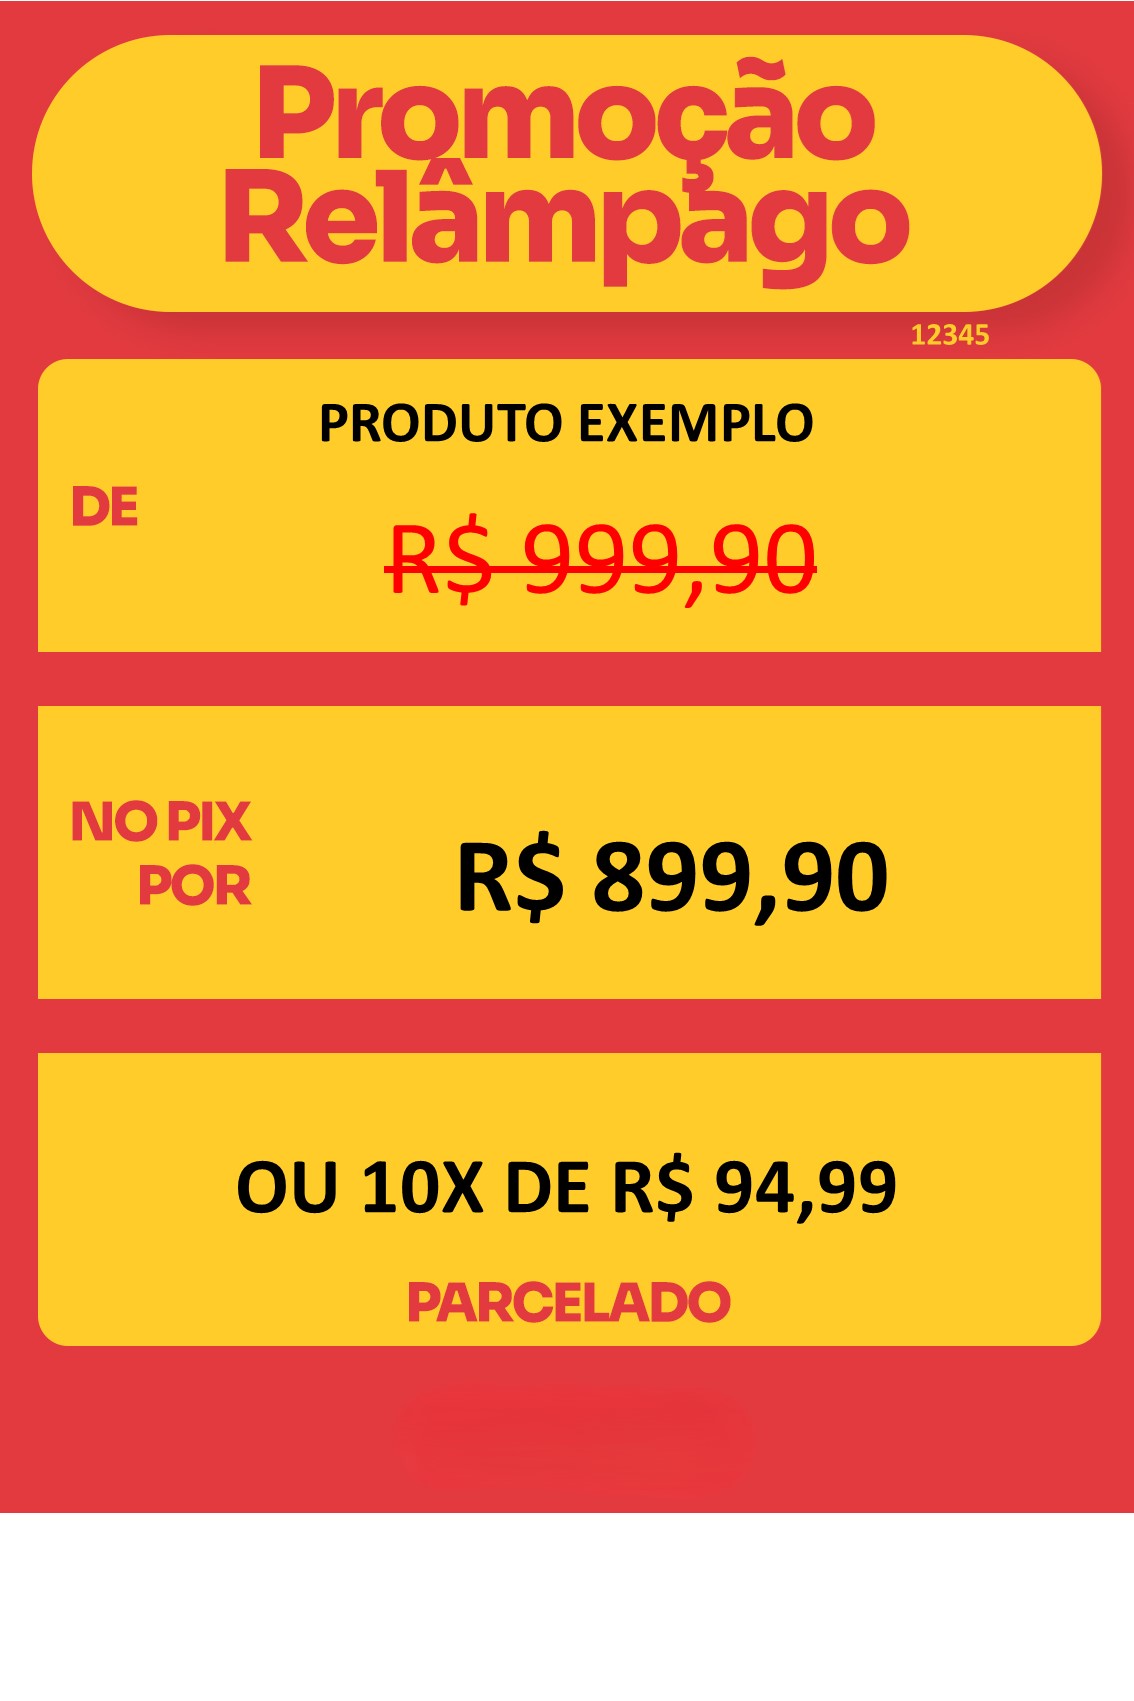 Promoção
Relâmpago
12345
PRODUTO EXEMPLO
DE
R$ 999,90
NO PIX
POR
R$ 899,90
OU 10X DE R$ 94,99
PARCELADO